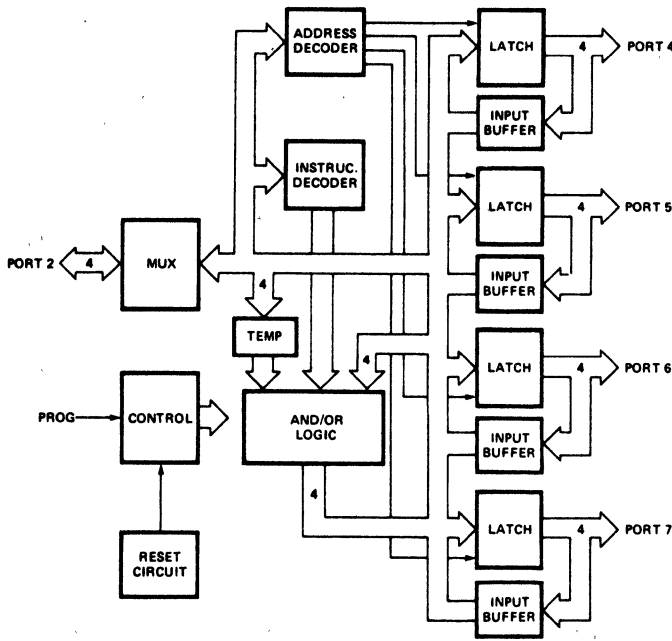 ADDRESS
DECODER
LATCH
4
PORT 4
INPUT
BUFFER
INSTRUC.
DECODER
LATCH
4
PORT 5
PORT 2
4
MUX
INPUT
BUFFER
4
TEMP
4
LATCH
4
PORT 6
PROG
CONTROL
AND/OR
LOGIC
INPUT
BUFFER
4
LATCH
4
PORT 7
RESET
CIRCUIT
INPUT
BUFFER